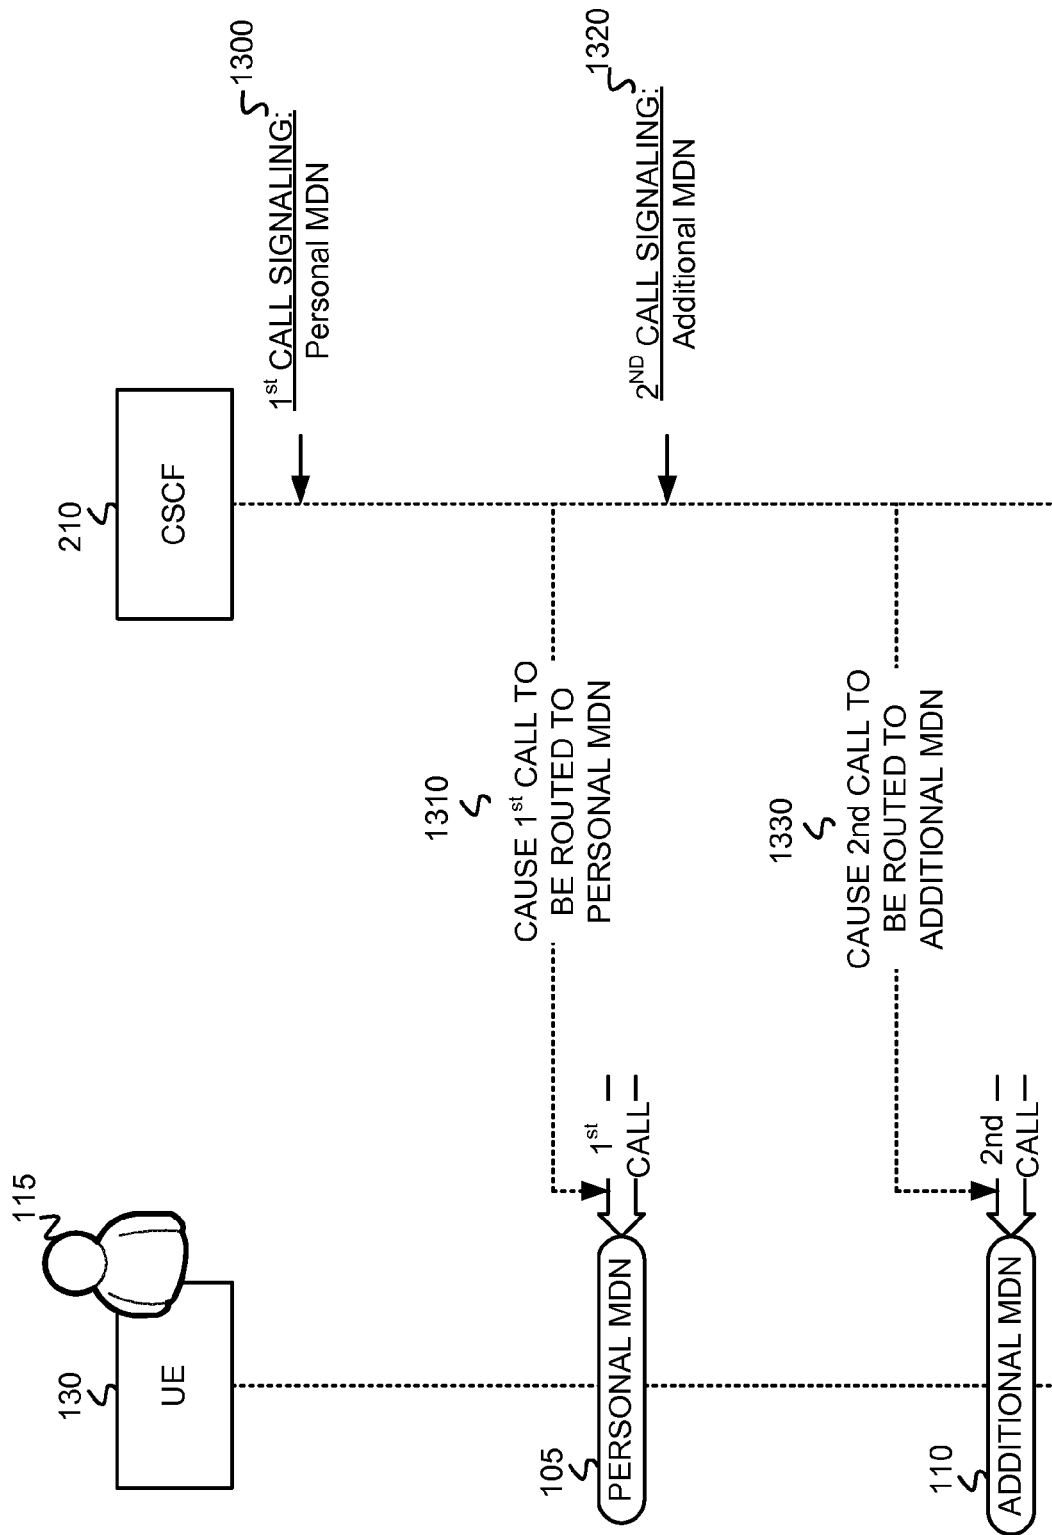 115
130
UE
210
CSCF
1300
1st CALL SIGNALING:
Personal MDN
1310
CAUSE 1st CALL TO
BE ROUTED TO
PERSONAL MDN
105
PERSONAL MDN
1st
CALL
1320
2ND CALL SIGNALING:
Additional MDN
1330
CAUSE 2nd CALL TO
BE ROUTED TO
ADDITIONAL MDN
110
ADDITIONAL MDN
2nd
CALL